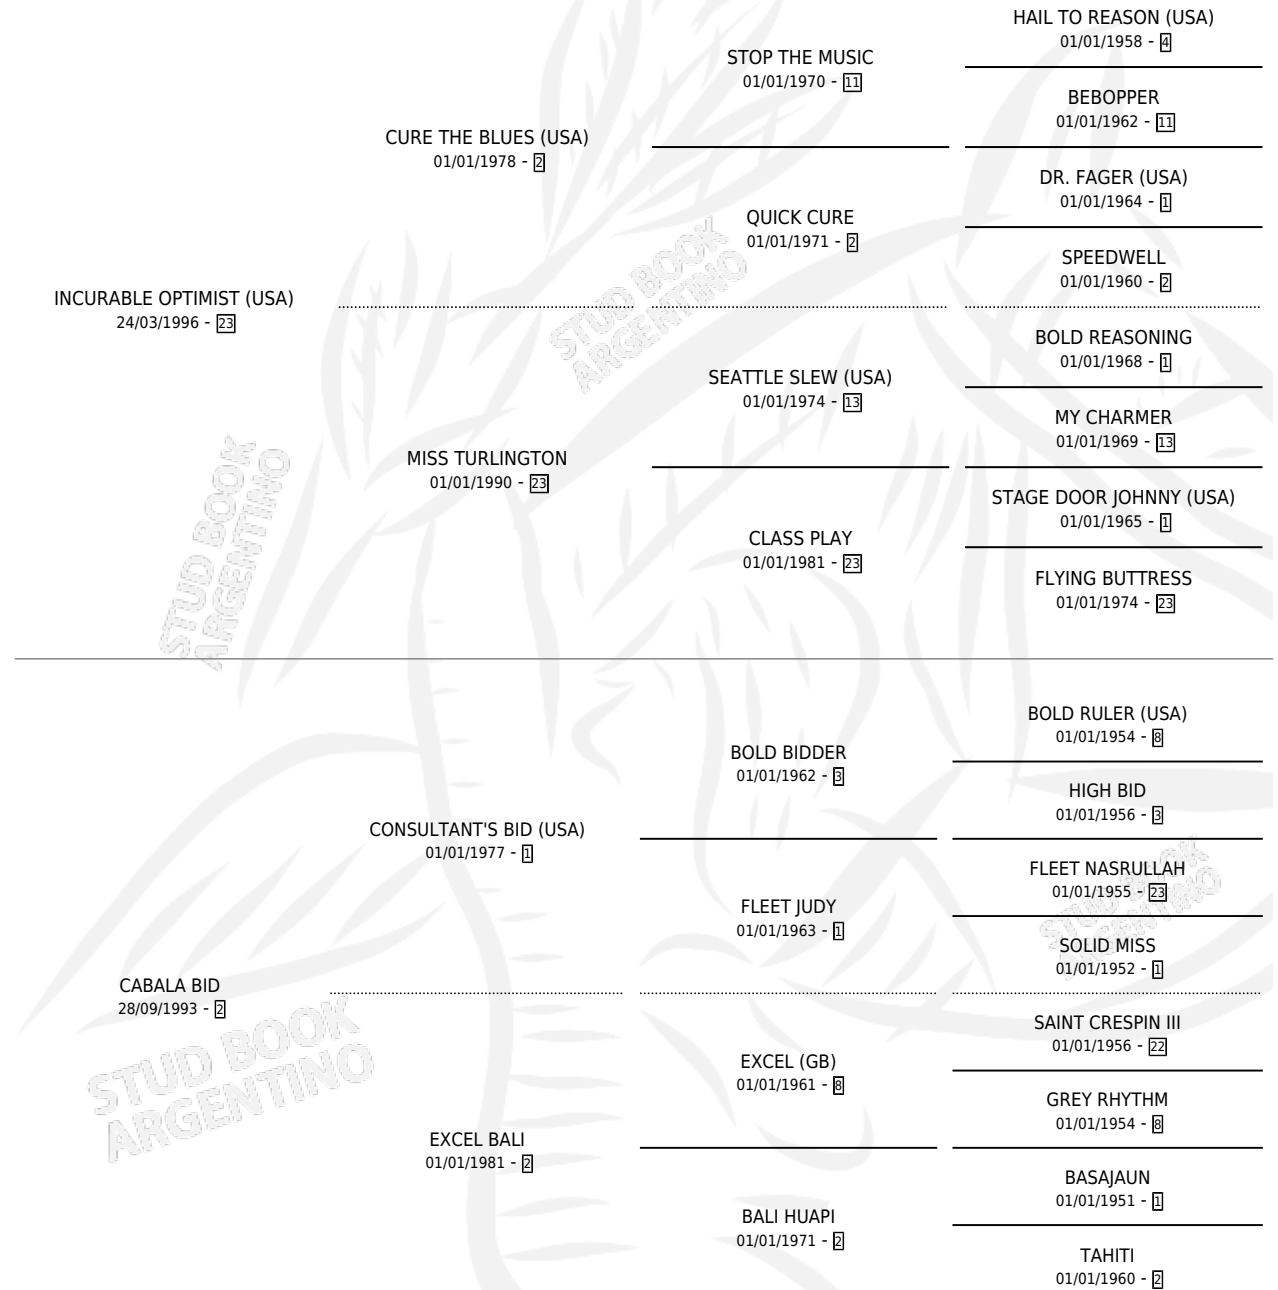 HAIL TO REASON (USA)
01/01/1958 - 4
STOP THE MUSIC
01/01/1970 - 11
BEBOPPER
01/01/1962 - 11
CURE THE BLUES (USA)
01/01/1978 - 2
DR. FAGER (USA)
01/01/1964 - 1
QUICK CURE
01/01/1971 - 2
SPEEDWELL
01/01/1960 - 2
INCURABLE OPTIMIST (USA)
24/03/1996 - 23
BOLD REASONING
01/01/1968 - 1
SEATTLE SLEW (USA)
01/01/1974 - 13
MY CHARMER
01/01/1969 - 13
MISS TURLINGTON
01/01/1990 - 23
STAGE DOOR JOHNNY (USA)
01/01/1965 - 1
CLASS PLAY
01/01/1981 - 23
FLYING BUTTRESS
01/01/1974 - 23
BOLD RULER (USA)
01/01/1954 - 8
BOLD BIDDER
01/01/1962 - 3
HIGH BID
01/01/1956 - 3
CONSULTANT'S BID (USA)
01/01/1977 - 1
FLEET NASRULLAH
01/01/1955 - 23
FLEET JUDY
01/01/1963 - 1
SOLID MISS
01/01/1952 - 1
CABALA BID
28/09/1993 - 2
SAINT CRESPIN III
01/01/1956 - 22
EXCEL (GB)
01/01/1961 - 8
GREY RHYTHM
01/01/1954 - 8
EXCEL BALI
01/01/1981 - 2
BASAJAUN
01/01/1951 - 1
BALI HUAPI
01/01/1971 - 2
TAHITI
01/01/1960 - 2
STUD BOOK
ARGENTINO
STUD BOOK
ARGENTINO
STUD BOOK
ARGENTINO
STUD BOOK
ARGENTINO